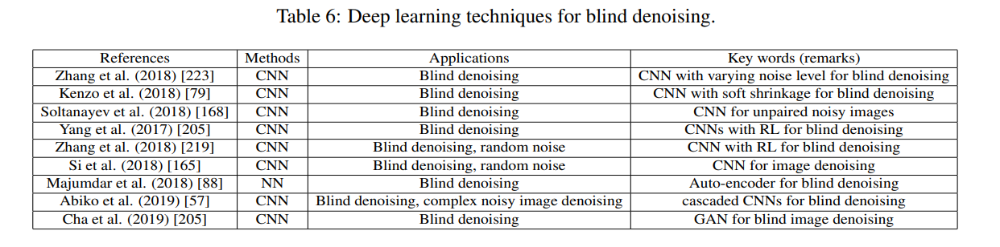 Table 6: Deep learning techniques for blind denoising.
References Methods Applications Key words (remarks)
Zhang et al. (2018) [223] CNN Blind denoising CNN with varying noise level for blind denoising
Kenzo et al. (2018) [79] CNN Blind denoising CNN with soft shrinkage for blind denoising
Soltanayev et al. (2018) [168] CNN Blind denoising CNN for unpaired noisy images
Yang et al. (2017) [205] CNN Blind denoising CNNs with RL for blind denoising
Zhang et al. (2018) [219] CNN Blind denoising, random noise CNN with RL for blind denoising
Si et al. (2018) [165] CNN Blind denoising, random noise CNN for image denoising
Majumdar et al. (2018) [88] NN Blind denoising Auto-encoder for blind denoising
Abiko et al. (2019) [57] CNN Blind denoising, complex noisy image denoising cascaded CNNs for blind denoising
Cha et al. (2019) [205] CNN Blind denoising GAN for blind image denoising